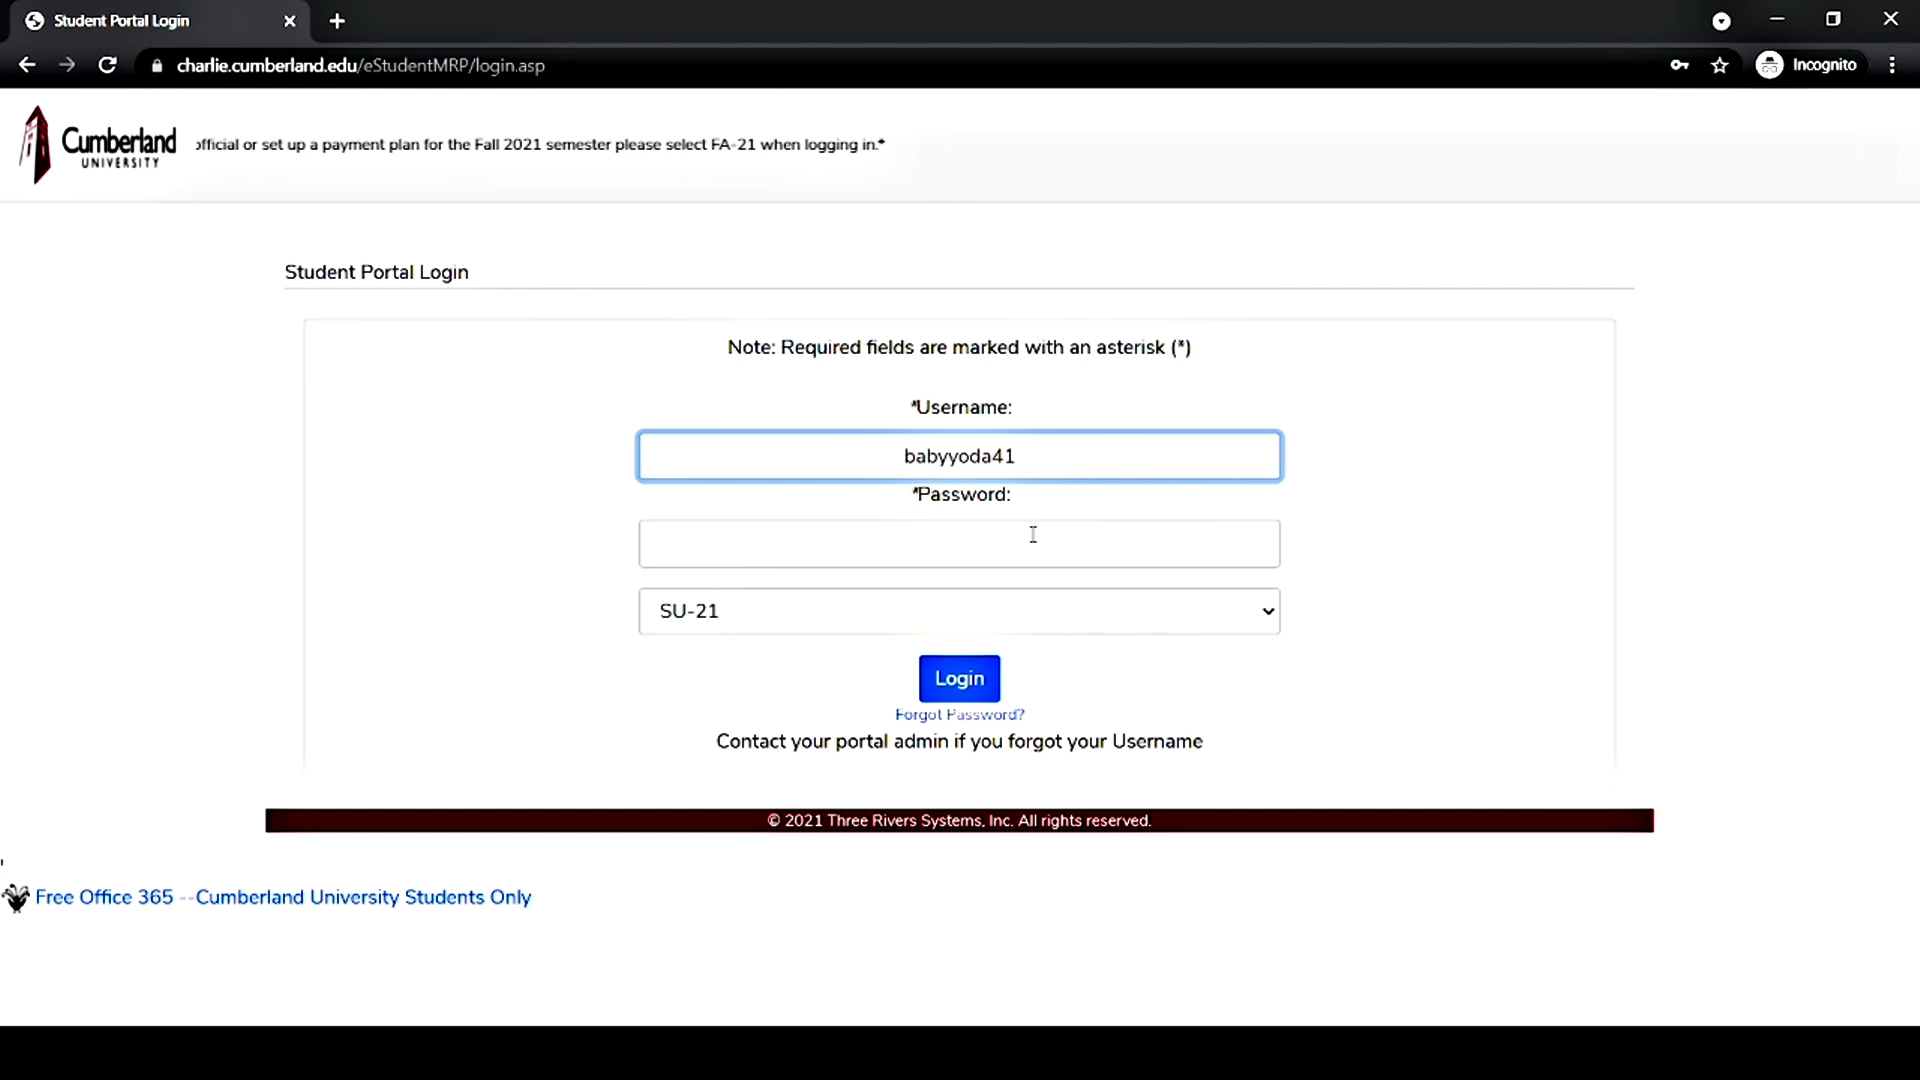 Student Portal Login
charlie.cumberland.edu/eStudentMRP/login.asp
Incognito
Cumberland
UNIVERSITY
official or set up a payment plan for the Fall 2021 semester please select FA-21 when logging in.*
Student Portal Login
Note: Required fields are marked with an asterisk (*)
*Username:
babyyoda41
*Password:
SU-21
Login
Forgot Password?
Contact your portal admin if you forgot your Username
© 2021 Three Rivers Systems, Inc. All rights reserved.
'
Free Office 365 --Cumberland University Students Only